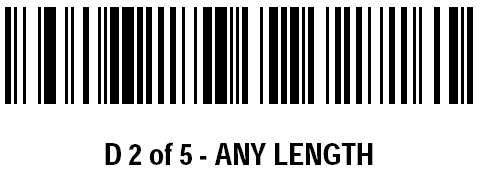 D 2 of 5 - ANY LENGTH